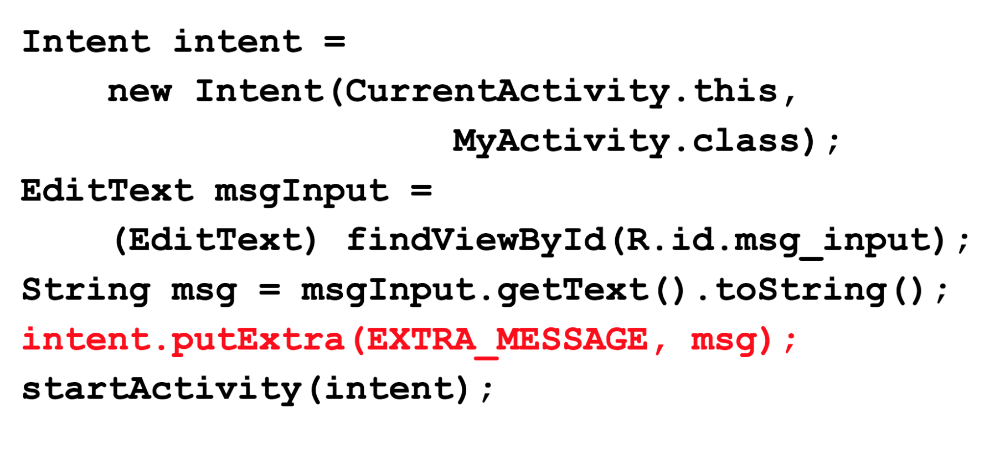 Intent intent =
new Intent(CurrentActivity.this,
MyActivity.class);
EditText msgInput =
(EditText) findViewById(R.id.msg_input);
String msg = msgInput.getText().toString();
intent.putExtra(EXTRA_MESSAGE, msg);
startActivity(intent);